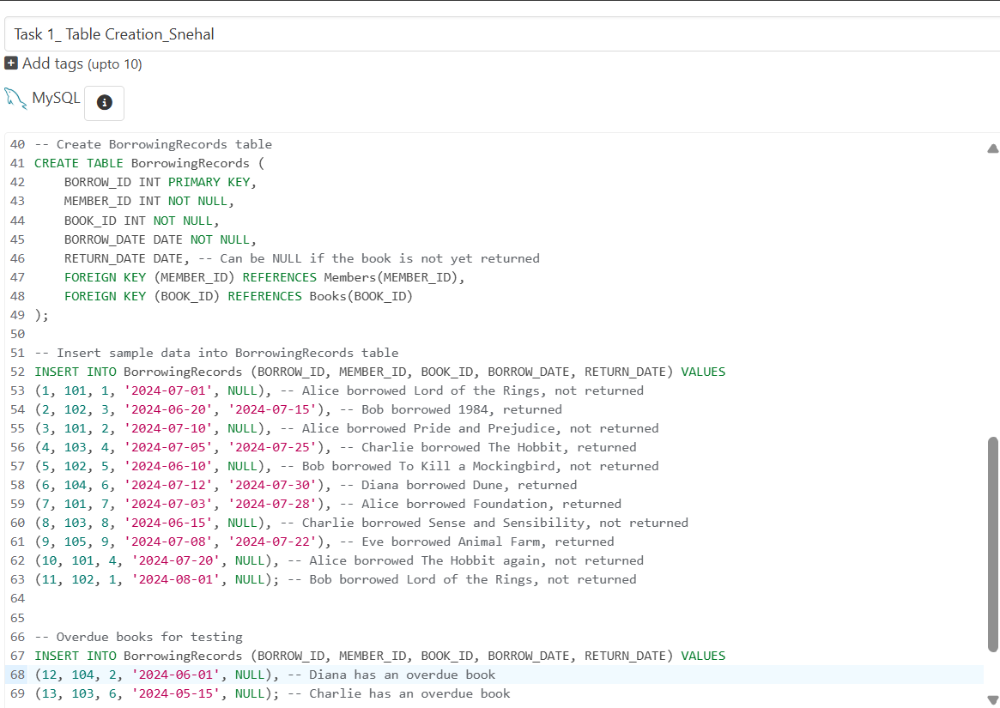 Task 1_ Table Creation_Snehal
Add tags (upto 10)
MySQL
40 -- Create BorrowingRecords table
41 CREATE TABLE BorrowingRecords (
42     BORROW_ID INT PRIMARY KEY,
43     MEMBER_ID INT NOT NULL,
44     BOOK_ID INT NOT NULL,
45     BORROW_DATE DATE NOT NULL,
46     RETURN_DATE DATE, -- Can be NULL if the book is not yet returned
47     FOREIGN KEY (MEMBER_ID) REFERENCES Members(MEMBER_ID),
48     FOREIGN KEY (BOOK_ID) REFERENCES Books(BOOK_ID)
49 );
50
51 -- Insert sample data into BorrowingRecords table
52 INSERT INTO BorrowingRecords (BORROW_ID, MEMBER_ID, BOOK_ID, BORROW_DATE, RETURN_DATE) VALUES
53 (1, 101, 1, '2024-07-01', NULL), -- Alice borrowed Lord of the Rings, not returned
54 (2, 102, 3, '2024-06-20', '2024-07-15'), -- Bob borrowed 1984, returned
55 (3, 101, 2, '2024-07-10', NULL), -- Alice borrowed Pride and Prejudice, not returned
56 (4, 103, 4, '2024-07-05', '2024-07-25'), -- Charlie borrowed The Hobbit, returned
57 (5, 102, 5, '2024-06-10', NULL), -- Bob borrowed To Kill a Mockingbird, not returned
58 (6, 104, 6, '2024-07-12', '2024-07-30'), -- Diana borrowed Dune, returned
59 (7, 101, 7, '2024-07-03', '2024-07-28'), -- Alice borrowed Foundation, returned
60 (8, 103, 8, '2024-06-15', NULL), -- Charlie borrowed Sense and Sensibility, not returned
61 (9, 105, 9, '2024-07-08', '2024-07-22'), -- Eve borrowed Animal Farm, returned
62 (10, 101, 4, '2024-07-20', NULL), -- Alice borrowed The Hobbit again, not returned
63 (11, 102, 1, '2024-08-01', NULL); -- Bob borrowed Lord of the Rings, not returned
64
65
66 -- Overdue books for testing
67 INSERT INTO BorrowingRecords (BORROW_ID, MEMBER_ID, BOOK_ID, BORROW_DATE, RETURN_DATE) VALUES
68 (12, 104, 2, '2024-06-01', NULL), -- Diana has an overdue book
69 (13, 103, 6, '2024-05-15', NULL); -- Charlie has an overdue book